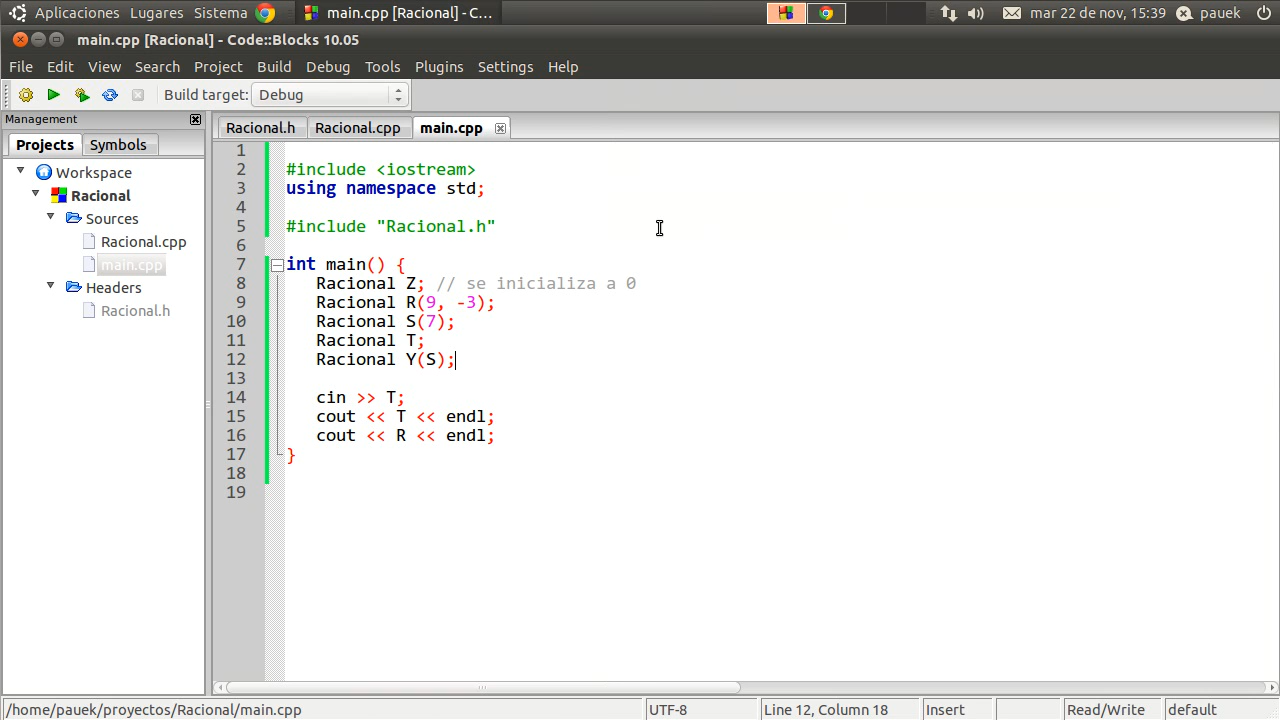 Aplicaciones Lugares Sistema main.cpp [Racional] - C... mar 22 de nov, 15:39 pauek
main.cpp [Racional] - Code::Blocks 10.05
File Edit View Search Project Build Debug Tools Plugins Settings Help
Build target: Debug
Management
Projects Symbols
Workspace
Racional
Sources
Racional.cpp
main.cpp
Headers
Racional.h
Racional.h Racional.cpp main.cpp
1
2 #include <iostream>
3 using namespace std;
4
5 #include "Racional.h"
6
7 int main() {
8 Racional Z; // se inicializa a 0
9 Racional R(9, -3);
10 Racional S(7);
11 Racional T;
12 Racional Y(S);
13
14 cin >> T;
15 cout << T << endl;
16 cout << R << endl;
17 }
18
19
/home/pauek/proyectos/Racional/main.cpp UTF-8 Line 12, Column 18 Insert Read/Write default